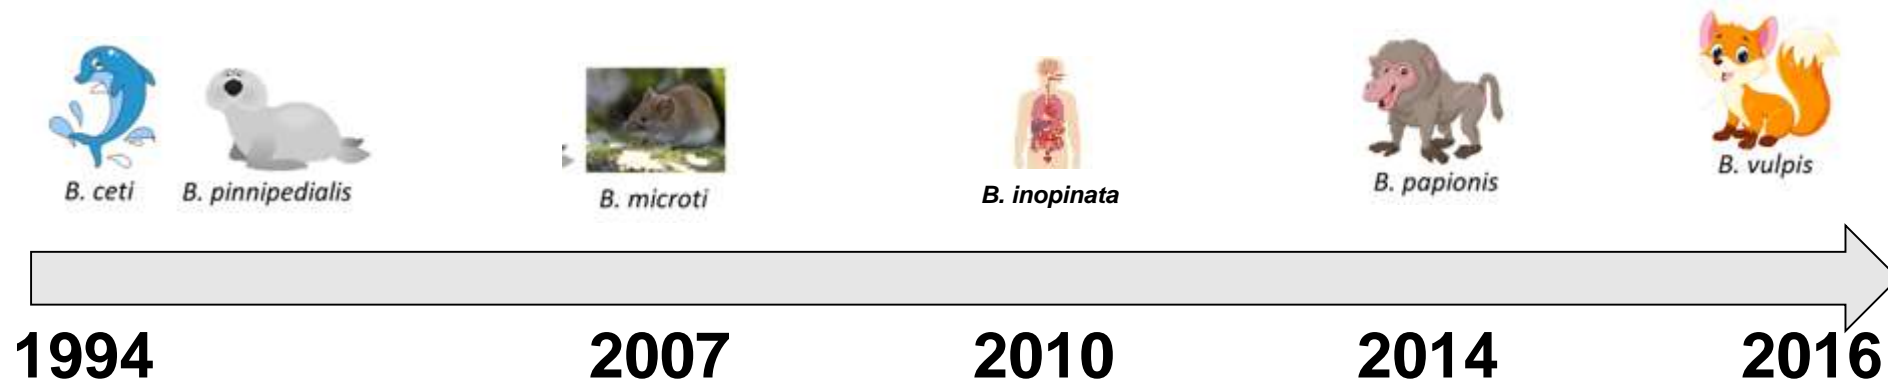 B. ceti
B. pinnipedialis
B. microti
B. inopinata
B. papionis
B. vulpis
1994
2007
2010
2014
2016